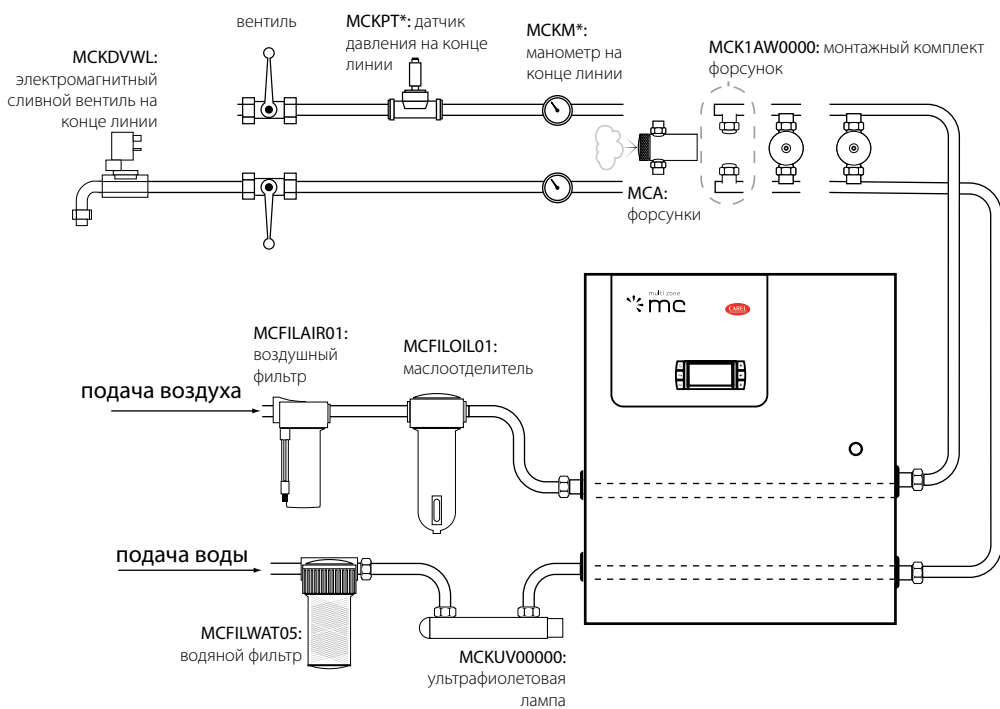 вентиль
MCKPT*: датчик
давления на конце
линии
MCKM*:
манометр на
конце линии
MCK1AW0000: монтажный комплект
форсунок
MCKDVWL:
электромагнитный
сливной вентиль на
конце линии
MCA:
форсунки
multi zone
mc
CAREL
MCFILAIR01:
воздушный
фильтр
MCFILOIL01:
маслоотделитель
подача воздуха
подача воды
MCFILWAT05:
водяной фильтр
MCKUV00000:
ультрафиолетовая
лампа